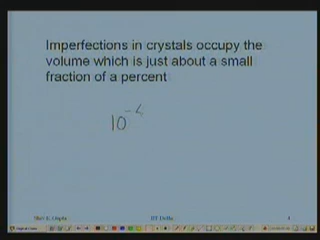 Imperfections in crystals occupy the
volume which is just about a small
fraction of a percent
10⁻⁴
IIT Delhi